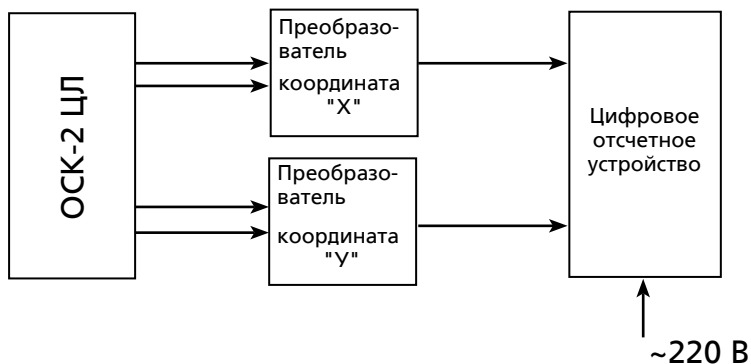 ОСК-2 ЦЛ
Преобразо-
ватель
координата
"Х"
Преобразо-
ватель
координата
"У"
Цифровое
отсчетное
устройство
~220 В